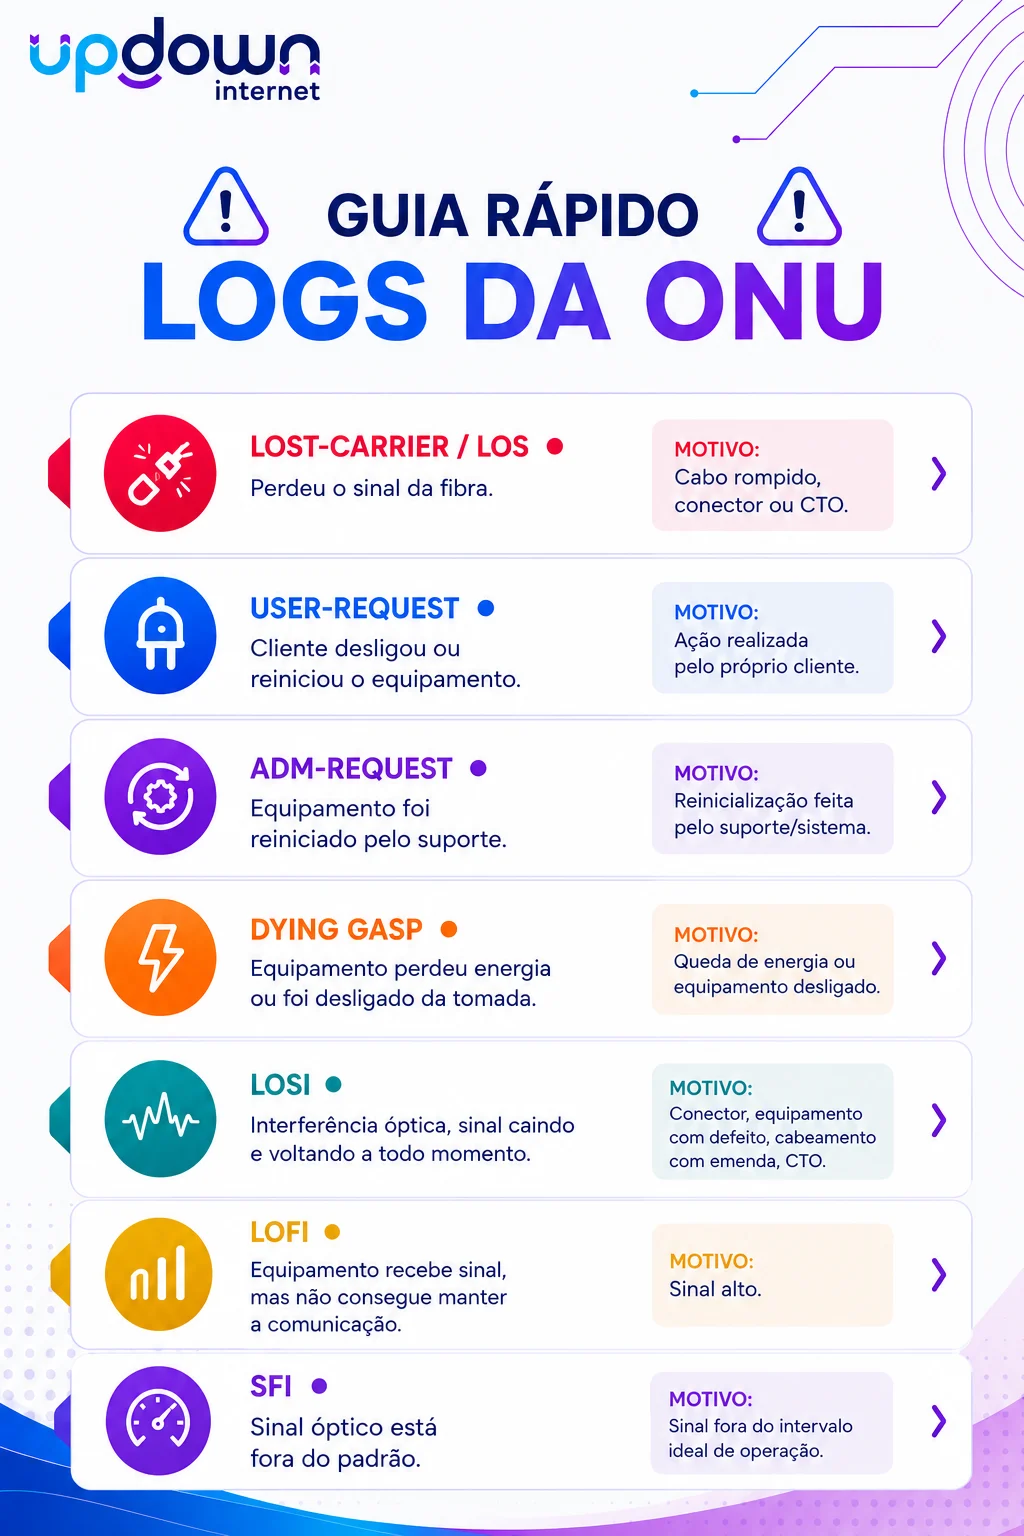 updown
internet
GUIA RÁPIDO
LOGS DA ONU
LOST-CARRIER / LOS
Perdeu o sinal da fibra.
MOTIVO:
Cabo rompido,
conector ou CTO.
USER-REQUEST
Cliente desligou ou
reiniciou o equipamento.
MOTIVO:
Ação realizada
pelo próprio cliente.
ADM-REQUEST
Equipamento foi
reiniciado pelo suporte.
MOTIVO:
Reinicialização feita
pelo suporte/sistema.
DYING GASP
Equipamento perdeu energia
ou foi desligado da tomada.
MOTIVO:
Queda de energia ou
equipamento desligado.
LOSI
Interferência óptica, sinal caindo
e voltando a todo momento.
MOTIVO:
Conector, equipamento
com defeito, cabeamento
com emenda, CTO.
LOFI
Equipamento recebe sinal,
mas não consegue manter
a comunicação.
MOTIVO:
Sinal alto.
SFI
Sinal óptico está
fora do padrão.
MOTIVO:
Sinal fora do intervalo
ideal de operação.